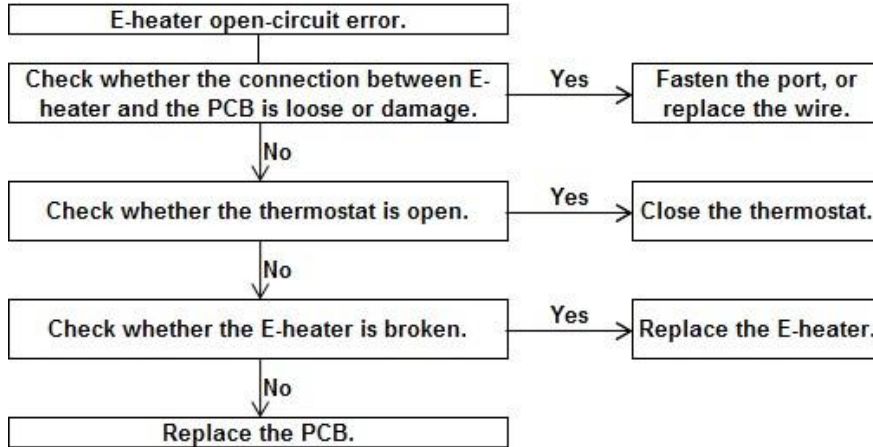 E-heater open-circuit error.
Check whether the connection between E-
heater and the PCB is loose or damage.
Yes
Fasten the port, or
replace the wire.
No
Check whether the thermostat is open.
Yes
Close the thermostat.
No
Check whether the E-heater is broken.
Yes
Replace the E-heater.
No
Replace the PCB.